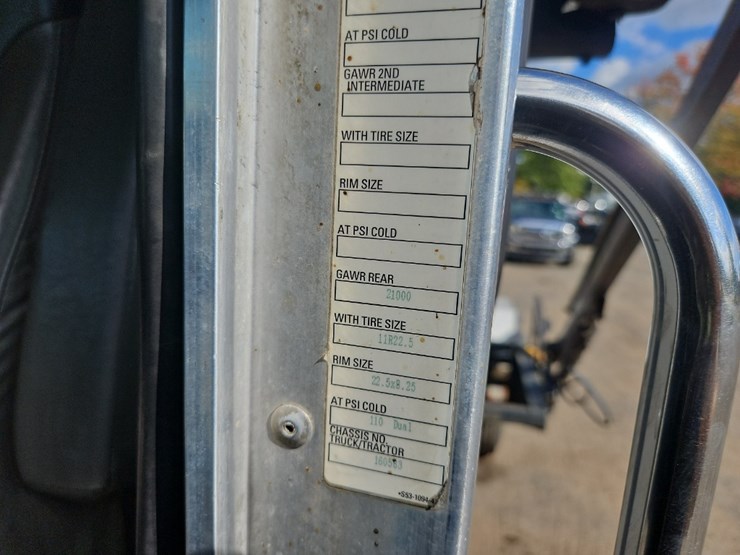 AT PSI COLD
GAWR 2ND
INTERMEDIATE
WITH TIRE SIZE
RIM SIZE
AT PSI COLD
GAWR REAR
21000
WITH TIRE SIZE
11R22.5
RIM SIZE
22.5x8.25
AT PSI COLD
110 Dual
CHASSIS NO.
TRUCK/TRACTOR